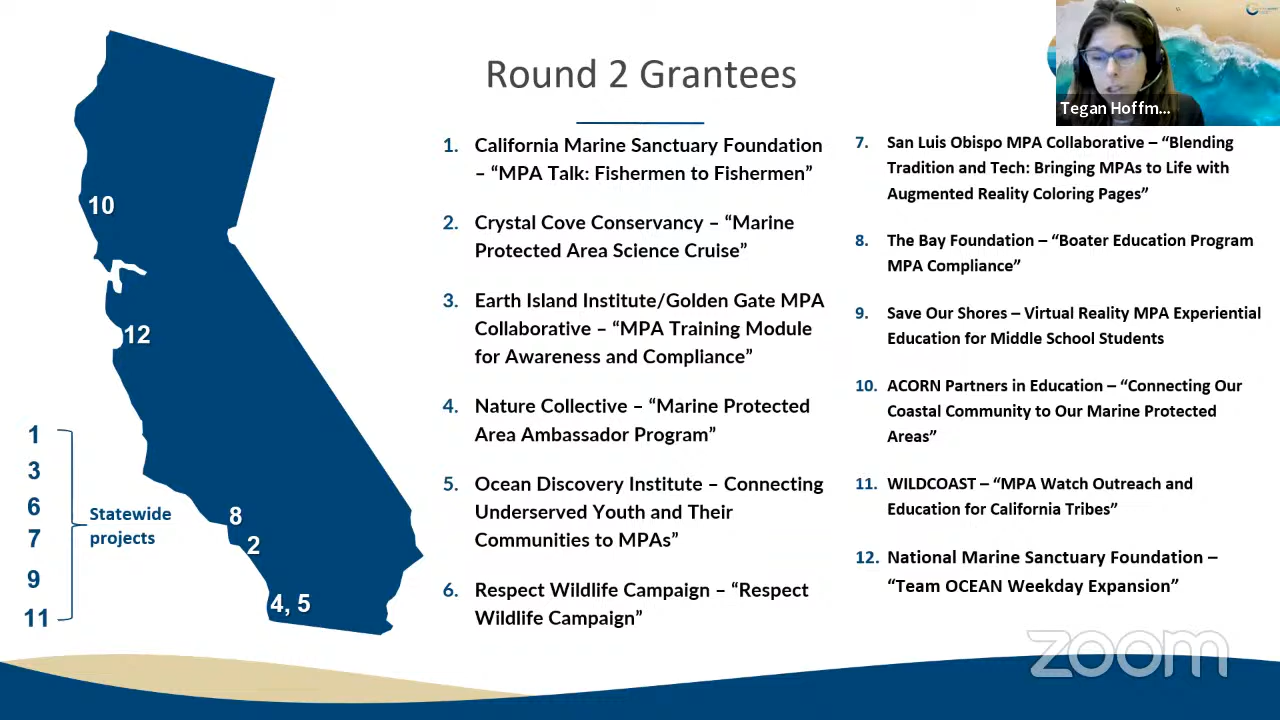 Round 2 Grantees
Tegan Hoffm...
1. California Marine Sanctuary Foundation
– “MPA Talk: Fishermen to Fishermen”
2. Crystal Cove Conservancy – “Marine
Protected Area Science Cruise”
3. Earth Island Institute/Golden Gate MPA
Collaborative – “MPA Training Module
for Awareness and Compliance”
4. Nature Collective – “Marine Protected
Area Ambassador Program”
5. Ocean Discovery Institute – Connecting
Underserved Youth and Their
Communities to MPAs”
6. Respect Wildlife Campaign – “Respect
Wildlife Campaign”
7. San Luis Obispo MPA Collaborative – “Blending
Tradition and Tech: Bringing MPAs to Life with
Augmented Reality Coloring Pages”
8. The Bay Foundation – “Boater Education Program
MPA Compliance”
9. Save Our Shores – Virtual Reality MPA Experiential
Education for Middle School Students
10. ACORN Partners in Education – “Connecting Our
Coastal Community to Our Marine Protected
Areas”
11. WILDCOAST – “MPA Watch Outreach and
Education for California Tribes”
12. National Marine Sanctuary Foundation –
“Team OCEAN Weekday Expansion”
10
12
8
2
4, 5
1
3
6
7
9
11
Statewide
projects
zoom